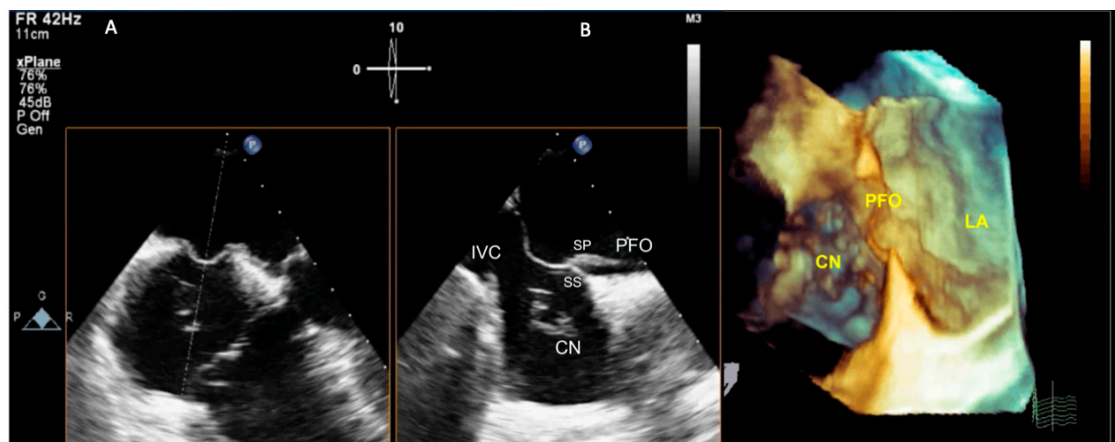 FR 42Hz
11cm
xPlane
76%
76%
45dB
P Off
Gen
A
10
0
B
M3
P
P
G
P R
IVC
SP
PFO
SS
CN
PFO
LA
CN